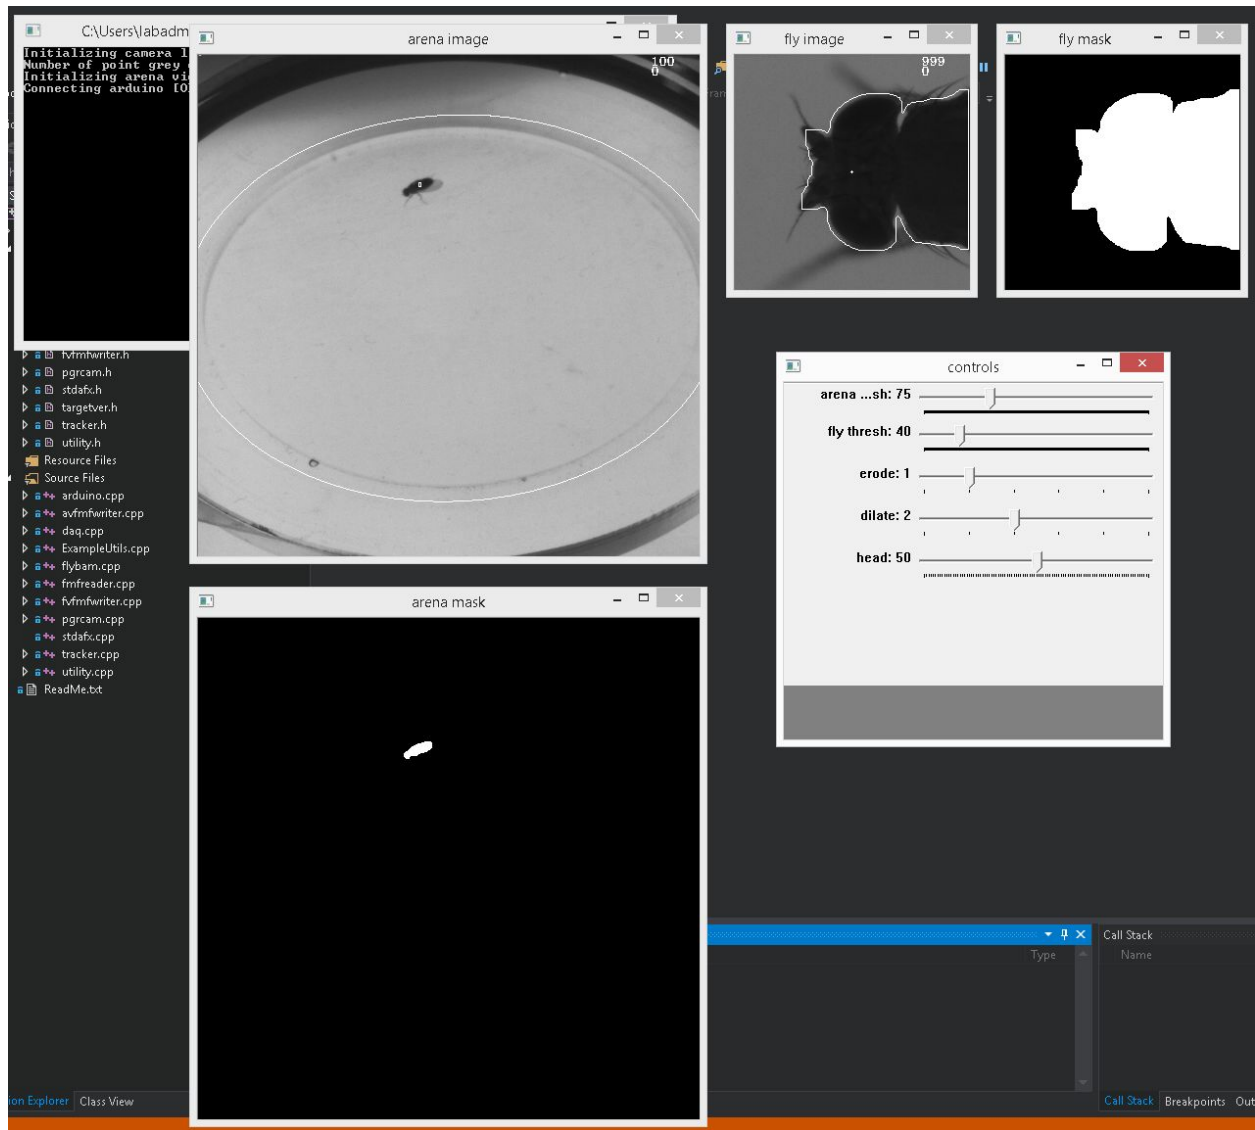 C:\Users\labadm
Initializing camera l
Number of point grey
Initializing arena vi
Connecting arduino [O
arena image
100
0
fly image
999
0
fly mask
controls
arena ...sh: 75
fly thresh: 40
erode: 1
dilate: 2
head: 50
fvfmfwriter.h
pgrcam.h
stdafx.h
targetver.h
tracker.h
utility.h
Resource Files
Source Files
arduino.cpp
avfmfwriter.cpp
daq.cpp
ExampleUtils.cpp
flybam.cpp
fmfreader.cpp
fvfmfwriter.cpp
pgrcam.cpp
stdafx.cpp
tracker.cpp
utility.cpp
ReadMe.txt
arena mask
Type
Call Stack
Name
ion Explorer Class View
Call Stack Breakpoints Out